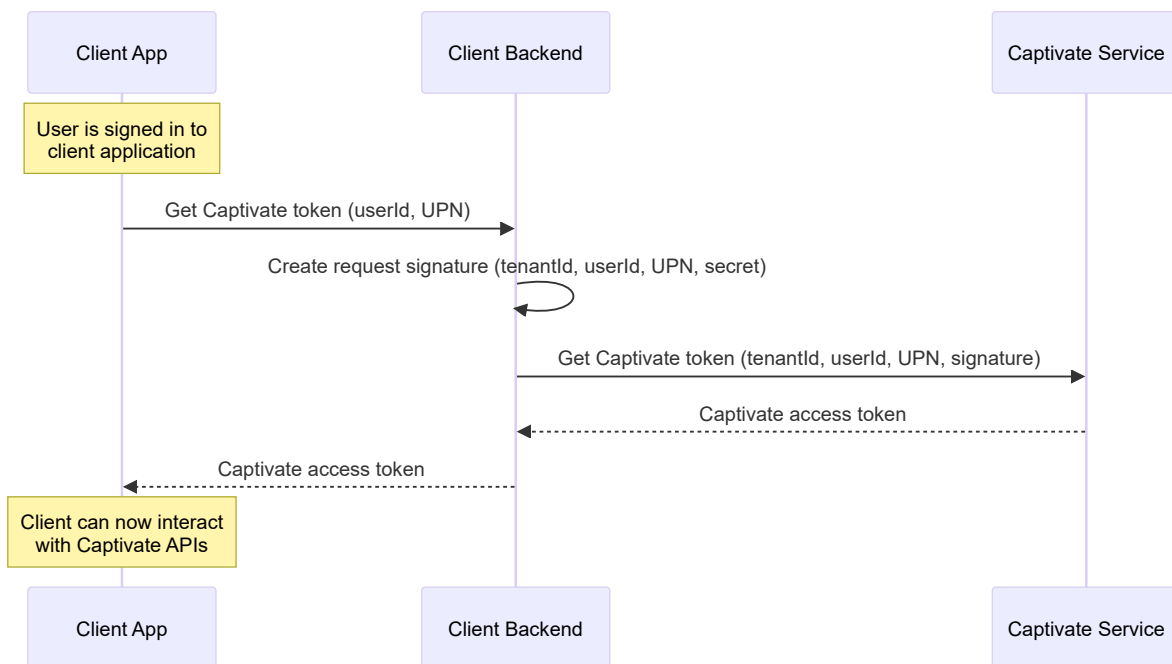 Client App
Client Backend
Captivate Service
User is signed in to
client application
Get Captivate token (userId, UPN)
Create request signature (tenantId, userId, UPN, secret)
Get Captivate token (tenantId, userId, UPN, signature)
Captivate access token
Captivate access token
Client can now interact
with Captivate APIs
Client App
Client Backend
Captivate Service